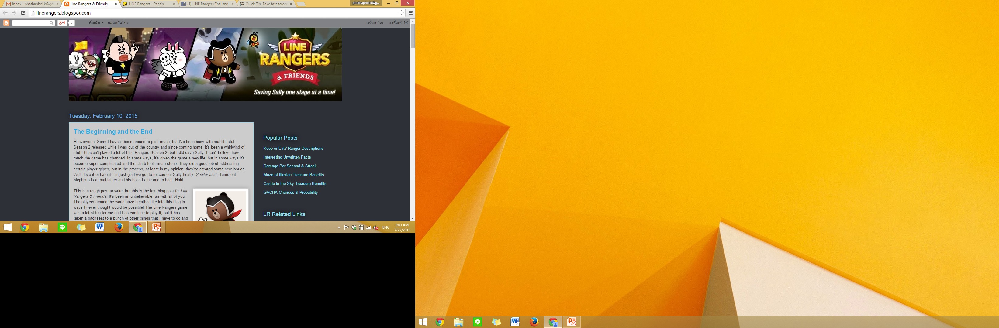 Inbox - phathaphol.k@ga
Line Rangers & Friends
LINE Rangers - Pantip
(1) LINE Rangers Thailand
Quick Tip: Take fast screen
phathaphol.k@g...
linerangers.blogspot.com
g+1
7
เพิ่มเติม
บล็อกถัดไป»
สร้างบล็อก
ลงชื่อเข้าใช้
LINE
RANGERS
& FRIENDS
Saving Sally one stage at a time!
Tuesday, February 10, 2015
The Beginning and the End
Hi everyone! Sorry I haven't been around to post much, but I've been busy with real life stuff.
Season 2 released while I was out of the country and since coming home, it's been a whirlwind of
stuff. I haven't played a lot of Line Rangers Season 2, but I did save Sally. I can't believe how
much the game has changed. In some ways, it's given the game a new life, but in some ways it's
become super complicated and the climb feels more steep. They did a good job of addressing
certain player gripes, but in the process, at least in my opinion, they've created some new issues.
Well, love it or hate it, I'm just glad we got to rescue our Sally finally. Spoiler alert: Turns out
Mephisto is a total lamer and his boss is the one to beat. Hah!
This is a tough post to write, but this is the last blog post for Line
Rangers & Friends. It's been an unbelievable run with all of you.
The players around the world have breathed life into this blog in
ways I never thought would be possible! The Line Rangers game
was a lot of fun for me and I do continue to play it, but it has
taken a backseat to a bunch of other things that I have to do and
Popular Posts
Keep or Eat? Ranger Descriptions
Interesting Unwritten Facts
Damage Per Second & Attack
Maze of Illusion Treasure Benefits
Castle in the Sky Treasure Benefits
GACHA Chances & Probability
LR Related Links
ENG
9:03 AM
7/22/2015